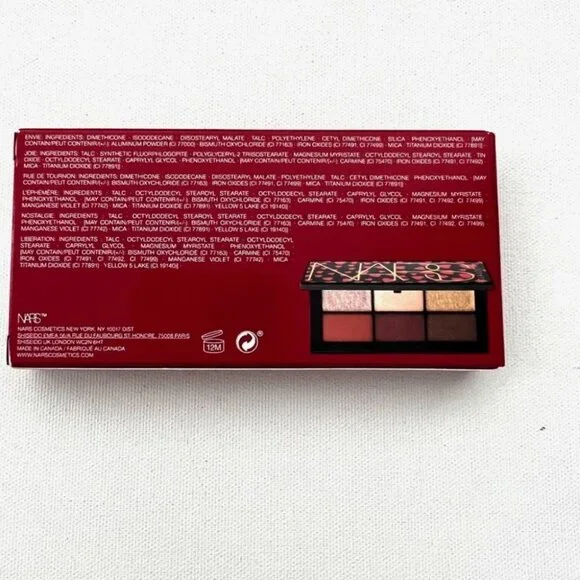 ENVIE: INGREDIENTS: DIMETHICONE · ISODODECANE · DIISOSTEARYL MALATE · TALC · POLYETHYLENE · CETYL DIMETHICONE · SILICA · PHENOXYETHANOL · [MAY
CONTAIN/PEUT CONTENIR/(+/-): ALUMINUM POWDER (CI 77000) · BISMUTH OXYCHLORIDE (CI 77163) · IRON OXIDES (CI 77491, CI 77492, CI 77499) · MICA · TITANIUM DIOXIDE (CI 77891)]
JOIE: INGREDIENTS: TALC · SYNTHETIC FLUORPHLOGOPITE · POLYGLYCERYL-2 TRIISOSTEARATE · MAGNESIUM MYRISTATE · OCTYLDODECYL STEAROYL STEARATE · TIN
OXIDE · OCTYLDODECYL STEARATE · CAPRYLYL GLYCOL · PHENOXYETHANOL · [MAY CONTAIN/PEUT CONTENIR/(+/-): CARMINE (CI 75470) · IRON OXIDES (CI 77491, CI 77492, CI 77499) ·
MICA · TITANIUM DIOXIDE (CI 77891)]
RUE DE TOURNON: INGREDIENTS: DIMETHICONE · ISODODECANE · DIISOSTEARYL MALATE · TALC · POLYETHYLENE · TALC CETYL DIMETHICONE · PHENOXYETHANOL · [MAY
CONTAIN/PEUT CONTENIR/(+/-): BISMUTH OXYCHLORIDE (CI 77163) · IRON OXIDES (CI 77491, CI 77492, CI 77499) · MICA · TITANIUM DIOXIDE (CI 77891)]
L'EPHEMERE: INGREDIENTS : TALC · OCTYLDODECYL STEAROYL STEARATE · OCTYLDODECYL STEARATE · CAPRYLYL GLYCOL · MAGNESIUM MYRISTATE ·
PHENOXYETHANOL · [MAY CONTAIN/PEUT CONTENIR/(+/-): BISMUTH OXYCHLORIDE (CI 77163) · CARMINE (CI 75470) · IRON OXIDES (CI 77491, CI 77492, CI 77499) ·
MANGANESE VIOLET (CI 77742) · MICA · TITANIUM DIOXIDE (CI 77891) · YELLOW 5 LAKE (CI 19140)]
NOSTALGIE: INGREDIENTS : TALC · OCTYLDODECYL STEAROYL STEARATE · OCTYLDODECYL STEARATE · CAPRYLYL GLYCOL · MAGNESIUM MYRISTATE ·
PHENOXYETHANOL · [MAY CONTAIN/PEUT CONTENIR/(+/-): BISMUTH OXYCHLORIDE (CI 77163) · CARMINE (CI 75470) · IRON OXIDES (CI 77491, CI 77492, CI 77499) · MANGANESE VIOLET
(CI 77742) · MICA · TITANIUM DIOXIDE (CI 77891) · YELLOW 5 LAKE (CI 19140)]
LIBERATION: INGREDIENTS : TALC · OCTYLDODECYL STEAROYL STEARATE · OCTYLDODECYL
STEARATE · CAPRYLYL GLYCOL · MAGNESIUM MYRISTATE · PHENOXYETHANOL ·
[MAY CONTAIN/PEUT CONTENIR/(+/-): BISMUTH OXYCHLORIDE (CI 77163) · CARMINE (CI 75470) ·
IRON OXIDES (CI 77491, CI 77492, CI 77499) · MANGANESE VIOLET (CI 77742) · MICA ·
TITANIUM DIOXIDE (CI 77891) · YELLOW 5 LAKE (CI 19140)]
NARS
NARS™
NARS COSMETICS NEW YORK, NY 10017 DIST
SHISEIDO EMEA 56/A RUE DU FAUBOURG ST. HONORE, 75008 PARIS
SHISEIDO UK LONDON WC2N 6HT
MADE IN CANADA / FABRIQUÉ AU CANADA
WWW.NARSCOSMETICS.COM
12M